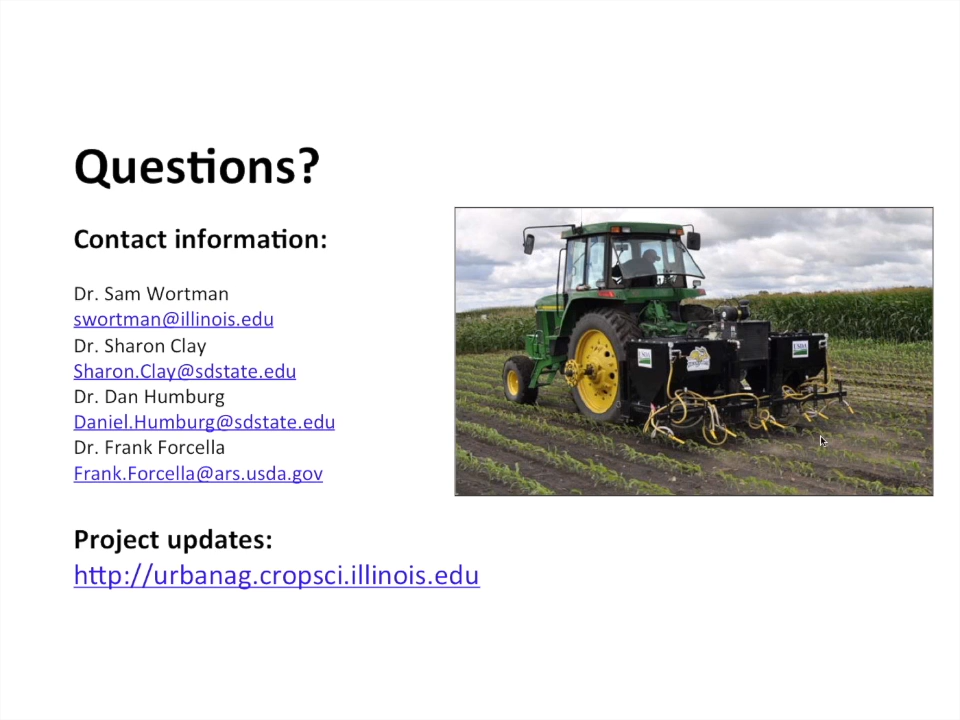 Questions?
Contact information:
Dr. Sam Wortman
swortman@illinois.edu
Dr. Sharon Clay
Sharon.Clay@sdstate.edu
Dr. Dan Humburg
Daniel.Humburg@sdstate.edu
Dr. Frank Forcella
Frank.Forcella@ars.usda.gov
Project updates:
http://urbanag.cropsci.illinois.edu
USDA
USDA